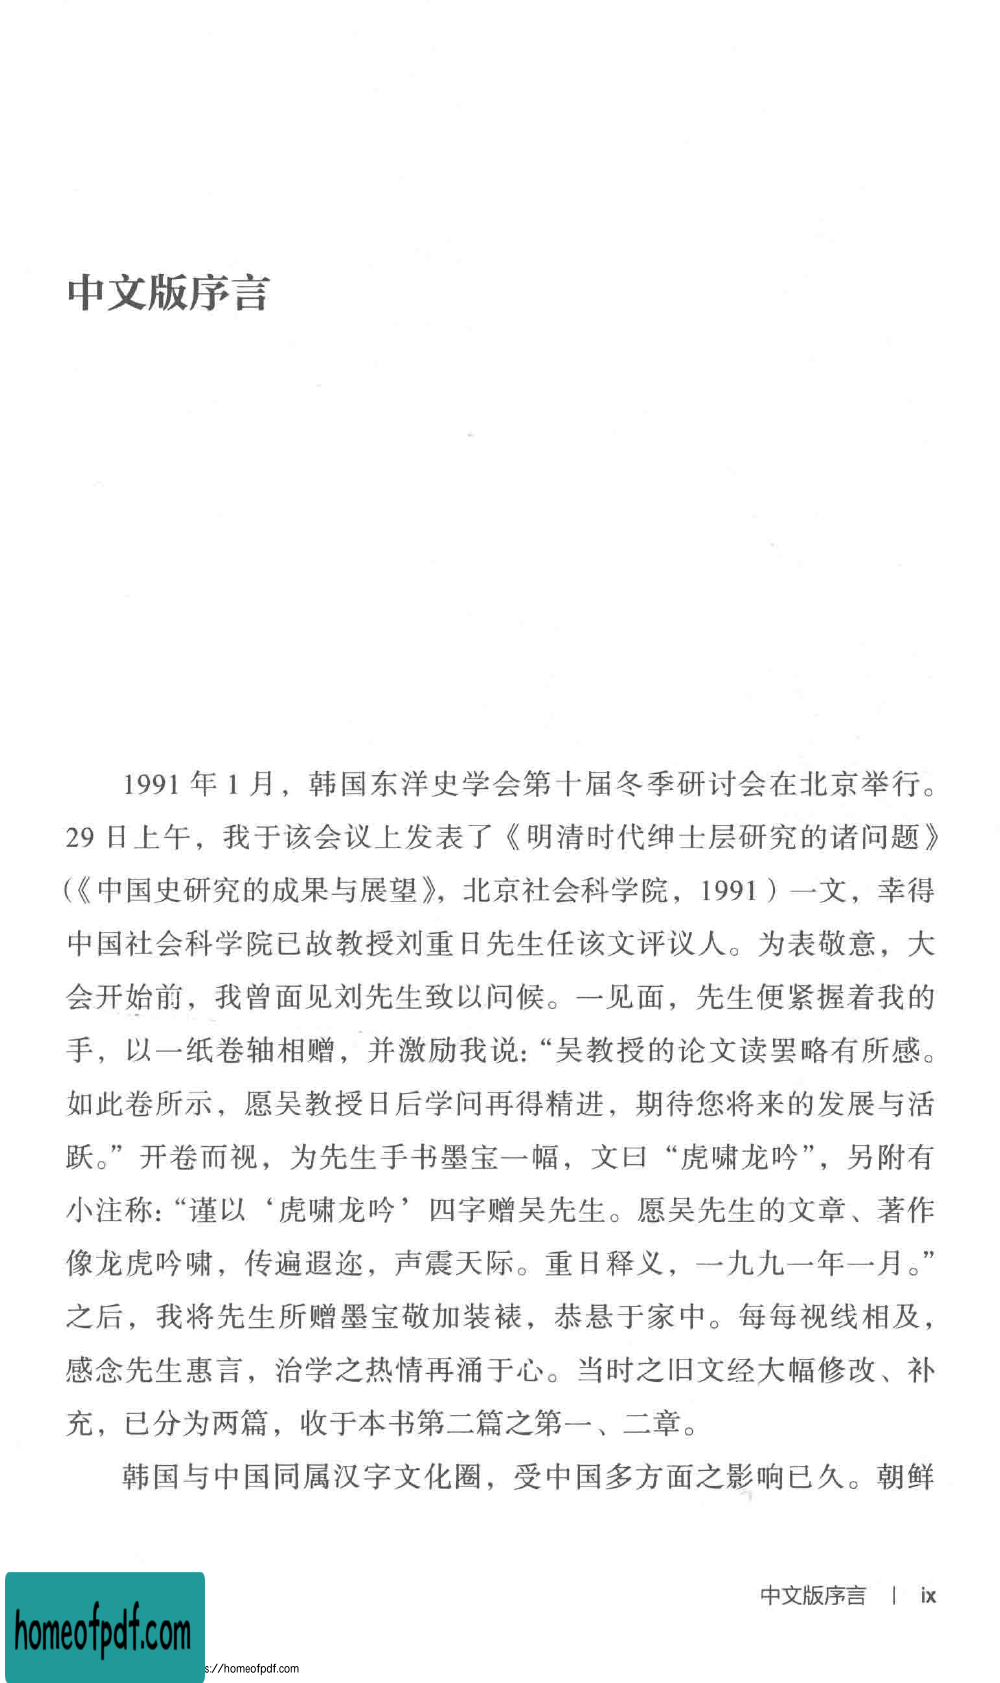 中文版序言
1991 年 1 月，韩国东洋史学会第十届冬季研讨会在北京举行。
29 日上午，我于该会议上发表了《明清时代绅士层研究的诸问题》
（《中国史研究的成果与展望》，北京社会科学院，1991）一文，幸得
中国社会科学院已故教授刘重日先生任该文评议人。为表敬意，大
会开始前，我曾面见刘先生致以问候。一见面，先生便紧握着我的
手，以一纸卷轴相赠，并激励我说：“吴教授的论文读罢略有所感。
如此卷所示，愿吴教授日后学问再得精进，期待您将来的发展与活
跃。”开卷而视，为先生手书墨宝一幅，文曰“虎啸龙吟”，另附有
小注称：“谨以‘虎啸龙吟’四字赠吴先生。愿吴先生的文章、著作
像龙虎吟啸，传遍遐迩，声震天际。重日释义，一九九一年一月。”
之后，我将先生所赠墨宝敬加装裱，恭悬于家中。每每视线相及，
感念先生惠言，治学之热情再涌于心。当时之旧文经大幅修改、补
充，已分为两篇，收于本书第二篇之第一、二章。
韩国与中国同属汉字文化圈，受中国多方面之影响已久。朝鲜
中文版序言 | ix
homeofpdf.com
s://homeofpdf.com